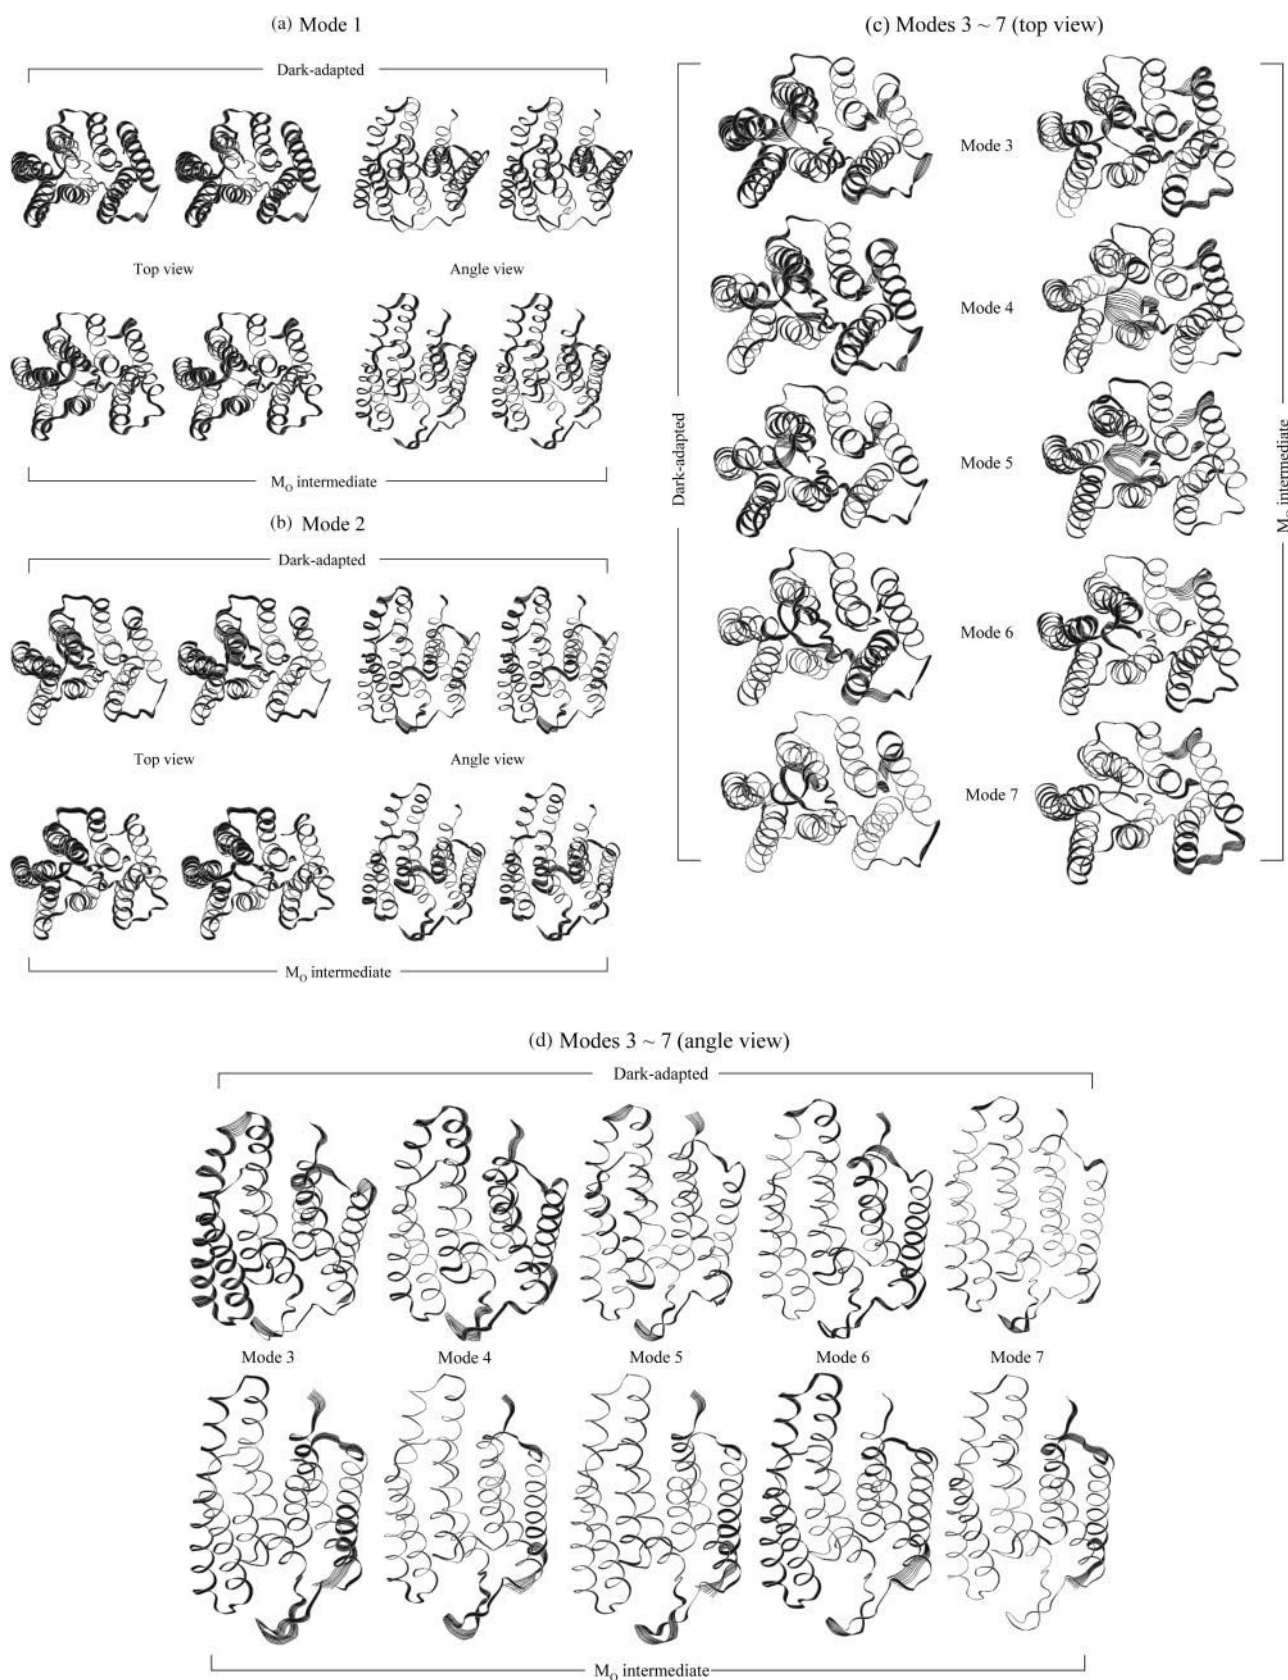 (a) Mode 1
Dark-adapted
Top view
Angle view
M_O intermediate
(b) Mode 2
Dark-adapted
Top view
Angle view
M_O intermediate
(c) Modes 3 ~ 7 (top view)
Dark-adapted
Mode 3
Mode 4
Mode 5
Mode 6
Mode 7
M_O intermediate
(d) Modes 3 ~ 7 (angle view)
Dark-adapted
Mode 3
Mode 4
Mode 5
Mode 6
Mode 7
M_O intermediate